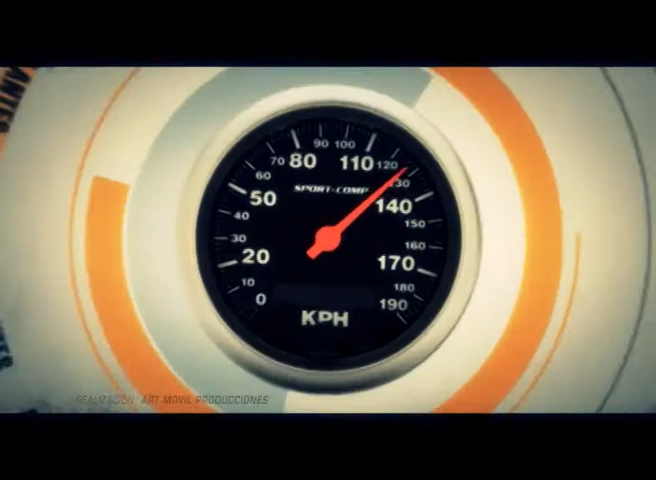 ANTES
90 100
70 80 110 120
60 130
SPORT-COMP
50 140
40 150
30 160
20 170
10 180
0 190
KPH
REALIZACION ART MOVIL PRODUCCIONES